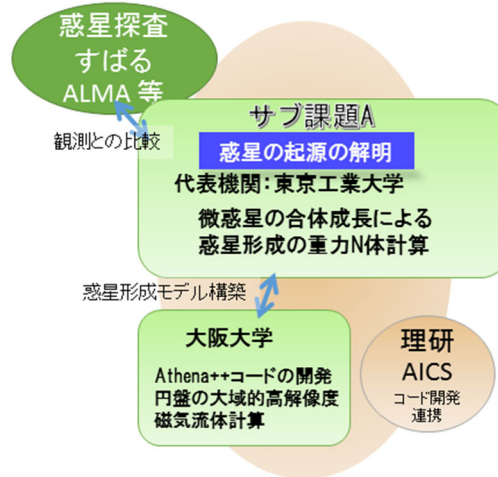 惑星探査
すばる
ALMA 等
観測との比較
サブ課題A
惑星の起源の解明
代表機関：東京工業大学
微惑星の合体成長による
惑星形成の重力N体計算
惑星形成モデル構築
大阪大学
Athena++コードの開発
円盤の大域的高解像度
磁気流体計算
理研
AICS
コード開発
連携